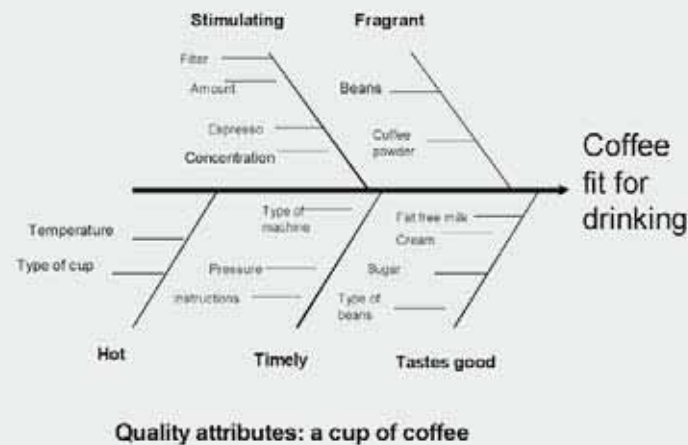 Stimulating
Fragrant
Filter
Amount
Espresso
Concentration
Beans
Coffee
powder
Coffee
fit for
drinking
Temperature
Type of cup
Type of
machine
Pressure
Instructions
Fat free milk
Cream
Sugar
Type of
beans
Hot
Timely
Tastes good
Quality attributes: a cup of coffee